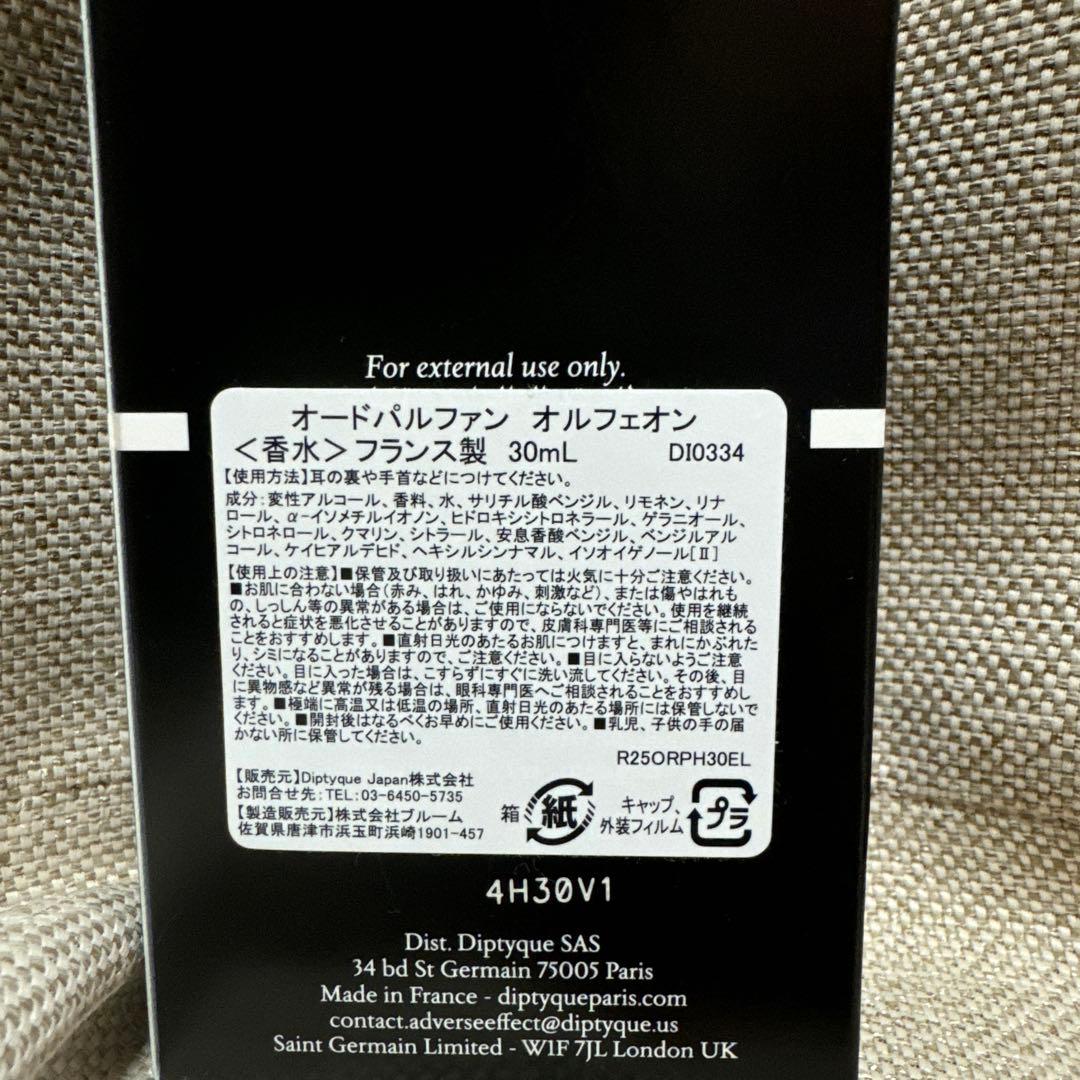 For external use only.
オードパルファン オルフェオン
＜香水＞フランス製 30mL DI0334
【使用方法】耳の裏や手首などにつけてください。
成分：変性アルコール、香料、水、サリチル酸ベンジル、リモネン、リナ
ロール、α-イソメチルイオノン、ヒドロキシシトロネラール、ゲラニオール、
シトロネロール、クマリン、シトラール、安息香酸ベンジル、ベンジルアル
コール、ケイヒアルデヒド、ヘキシルシンナマル、イソオイゲノール[Ⅱ]
【使用上の注意】■保管及び取り扱いにあたっては火気に十分ご注意ください。
■お肌に合わない場合(赤み、はれ、かゆみ、刺激など)、または傷やはれも
の、しっしん等の異常がある場合は、ご使用にならないでください。使用を継続
されると症状を悪化させることがありますので、皮膚科専門医等にご相談される
ことをおすすめします。■直射日光のあたるお肌につけますと、まれにかぶれた
り、シミになることがありますので、ご注意ください。■目に入らないようご注意
ください。目に入った場合は、こすらずにすぐに洗い流してください。その後、目
に異物感など異常が残る場合は、眼科専門医へご相談されることをおすすめし
ます。■極端に高温又は低温の場所、直射日光のあたる場所には保管しないで
ください。■開封後はなるべくお早めにご使用ください。■乳児、子供の手の届
かない所に保管してください。
R25ORPH30EL
【販売元】Diptyque Japan株式会社
お問合せ先：TEL:03-6450-5735
【製造販売元】株式会社ブルーム
佐賀県唐津市浜玉町浜崎1901-457
箱 紙 キャップ、
外装フィルム プラ
4H30V1
Dist. Diptyque SAS
34 bd St Germain 75005 Paris
Made in France - diptyqueparis.com
contact.adverseeffect@diptyque.us
Saint Germain Limited - W1F 7JL London UK